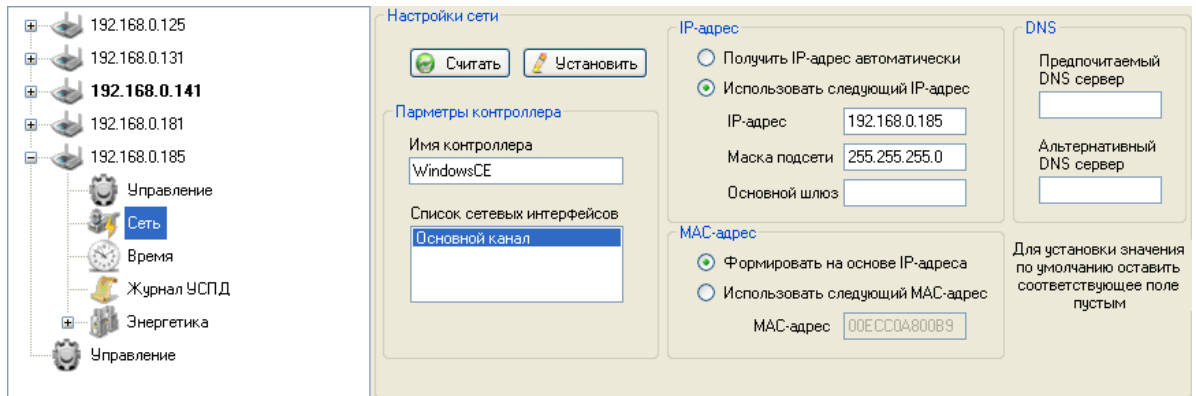 192.168.0.125
192.168.0.131
192.168.0.141
192.168.0.181
192.168.0.185
Управление
Сеть
Время
Журнал УСПД
Энергетика
Управление
Настройки сети
Считать
Установить
Парметры контроллера
Имя контроллера
WindowsCE
Список сетевых интерфейсов
Основной канал
IP-адрес
Получить IP-адрес автоматически
Использовать следующий IP-адрес
IP-адрес 192.168.0.185
Маска подсети 255.255.255.0
Основной шлюз
MAC-адрес
Формировать на основе IP-адреса
Использовать следующий MAC-адрес
MAC-адрес 00ECC0A800B9
DNS
Предпочитаемый
DNS сервер
Альтернативный
DNS сервер
Для установки значения
по умолчанию оставить
соответствующее поле
пустым